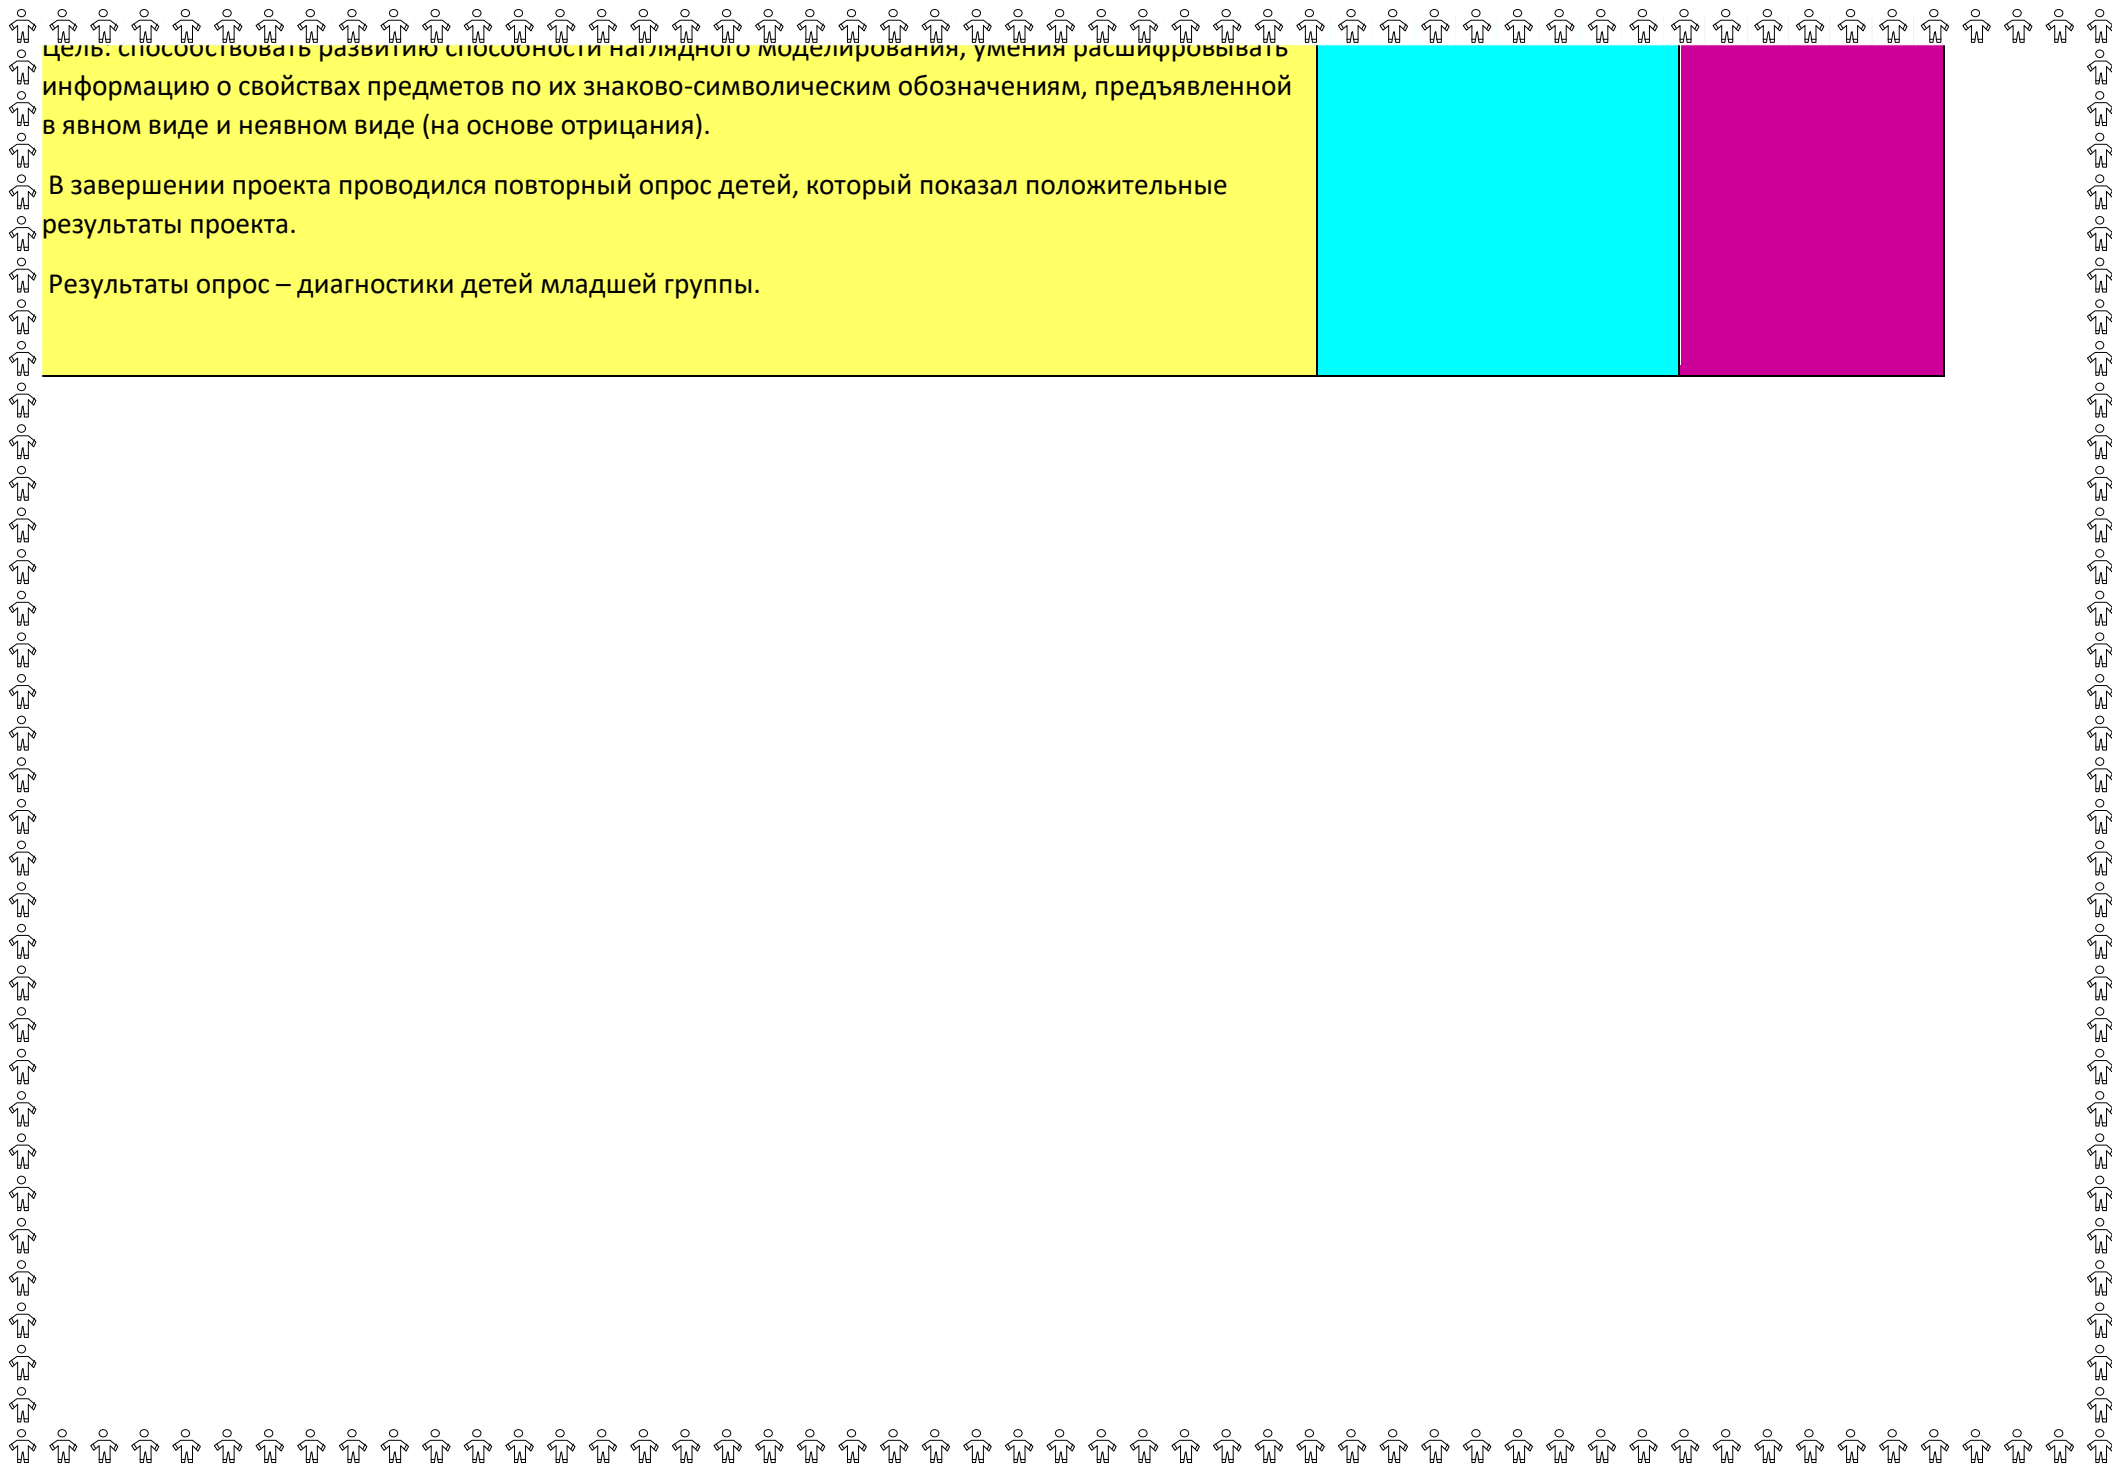 Цель: способствовать развитию способности наглядного моделирования, умения расшифровывать
информацию о свойствах предметов по их знаково-символическим обозначениям, предъявленной
в явном виде и неявном виде (на основе отрицания).
В завершении проекта проводился повторный опрос детей, который показал положительные
результаты проекта.
Результаты опрос – диагностики детей младшей группы.